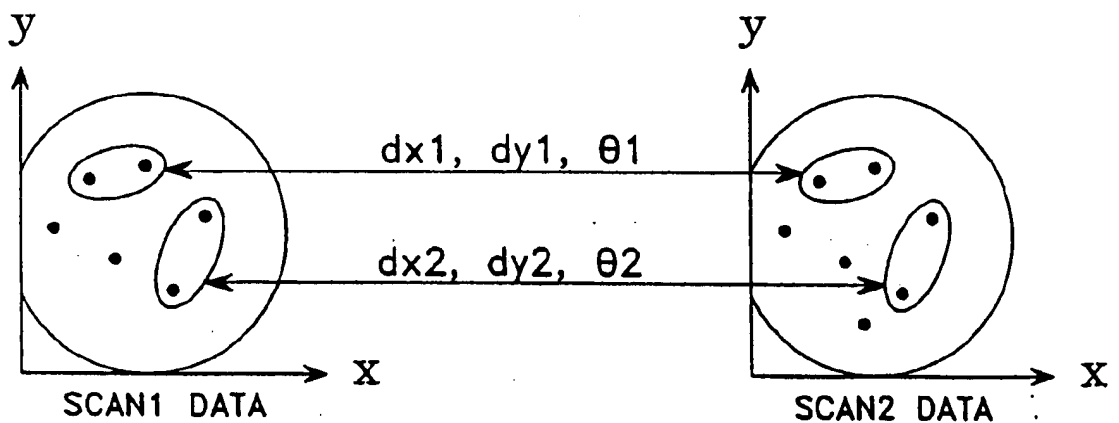 y
y
dx1, dy1, θ1
dx2, dy2, θ2
x
x
SCAN1 DATA
SCAN2 DATA